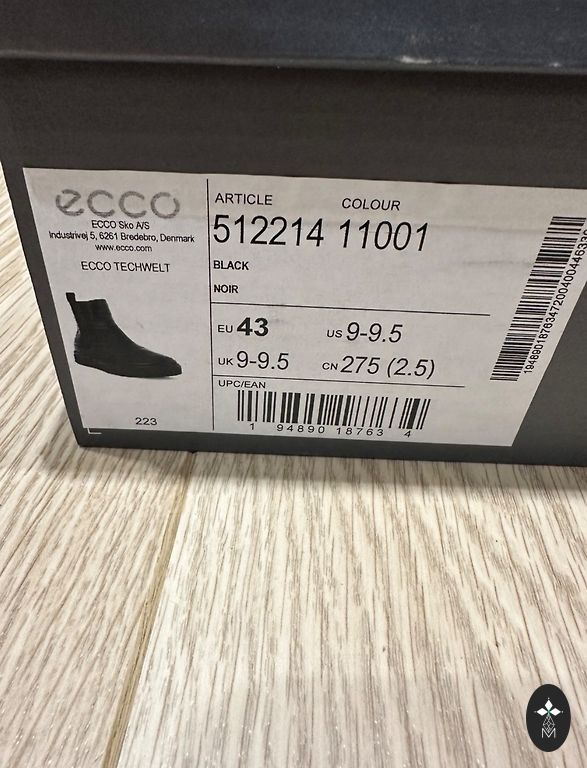 ecco
ECCO Sko A/S
Industrivej 5, 6261 Bredebro, Denmark
www.ecco.com
ECCO TECHWELT
223
ARTICLE COLOUR
512214 11001
BLACK
NOIR
EU 43 US 9-9.5
UK 9-9.5 CN 275 (2.5)
UPC/EAN
1 94890 18763 4
M